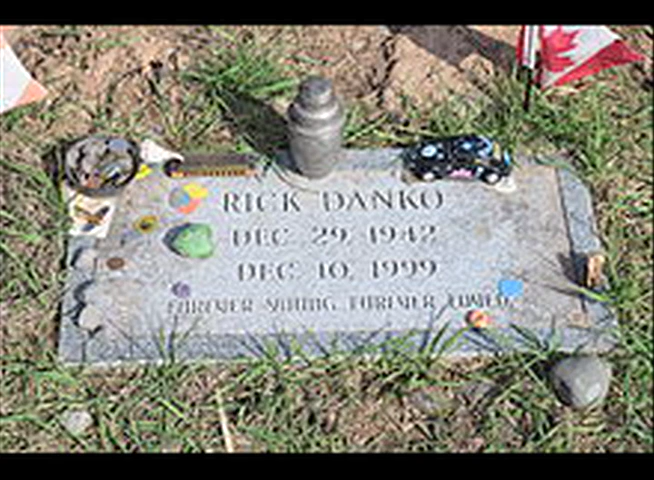 RICK DANKO
DEC. 29, 1942
DEC. 10, 1999
FOREVER YOUNG, FOREVER LOVED.